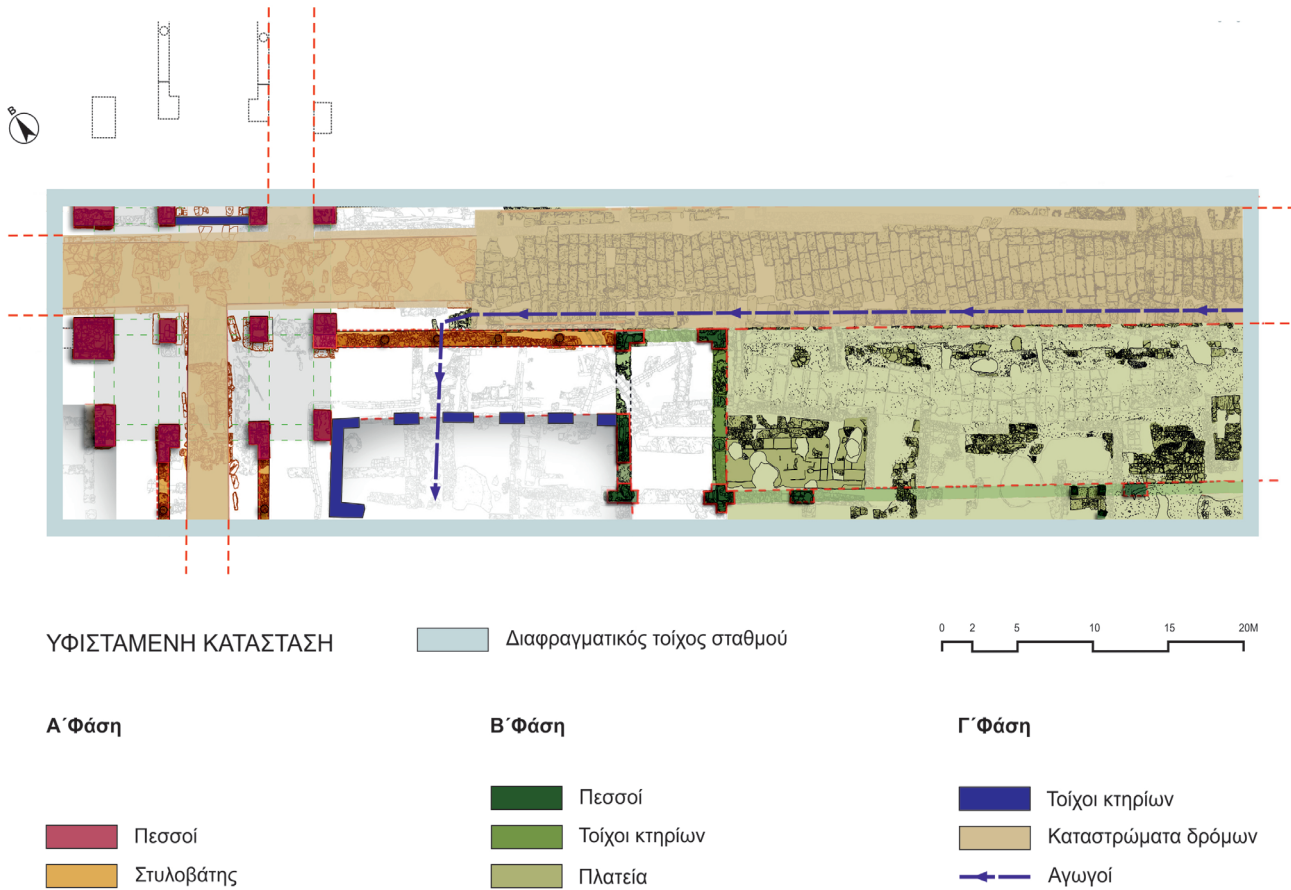 Β
ΥΦΙΣΤΑΜΕΝΗ ΚΑΤΑΣΤΑΣΗ
Διαφραγματικός τοίχος σταθμού
0 2 5 10 15 20Μ
Α΄Φάση
Β΄Φάση
Γ΄Φάση
Πεσσοί
Στυλοβάτης
Πεσσοί
Τοίχοι κτηρίων
Πλατεία
Τοίχοι κτηρίων
Καταστρώματα δρόμων
Αγωγοί